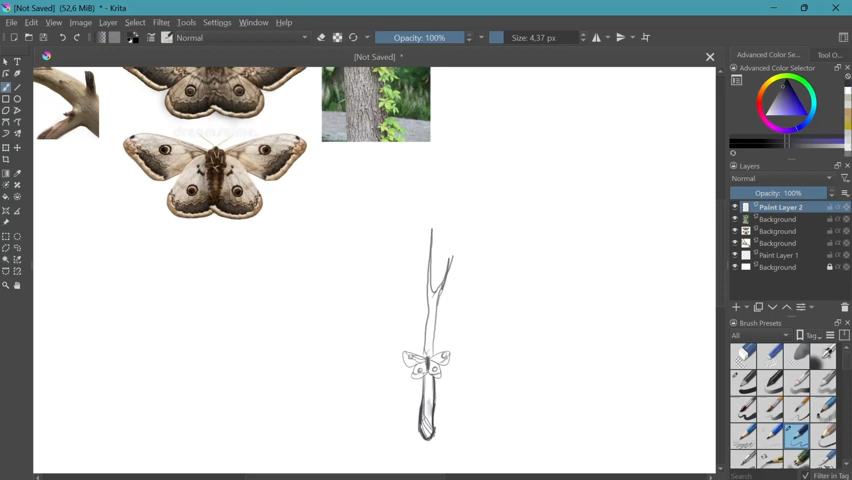 [Not Saved] (52,6 MiB) * - Krita
File Edit View Image Layer Select Filter Tools Settings Window Help
Normal
Opacity: 100%
Size: 4,37 px
[Not Saved] *
Advanced Color Se...
Tool O...
Advanced Color Selector
dreamstime.
Layers
Normal
Opacity: 100%
Paint Layer 2
Background
Background
Background
Paint Layer 1
Background
Brush Presets
All
Tag
Search
Filter in Tag